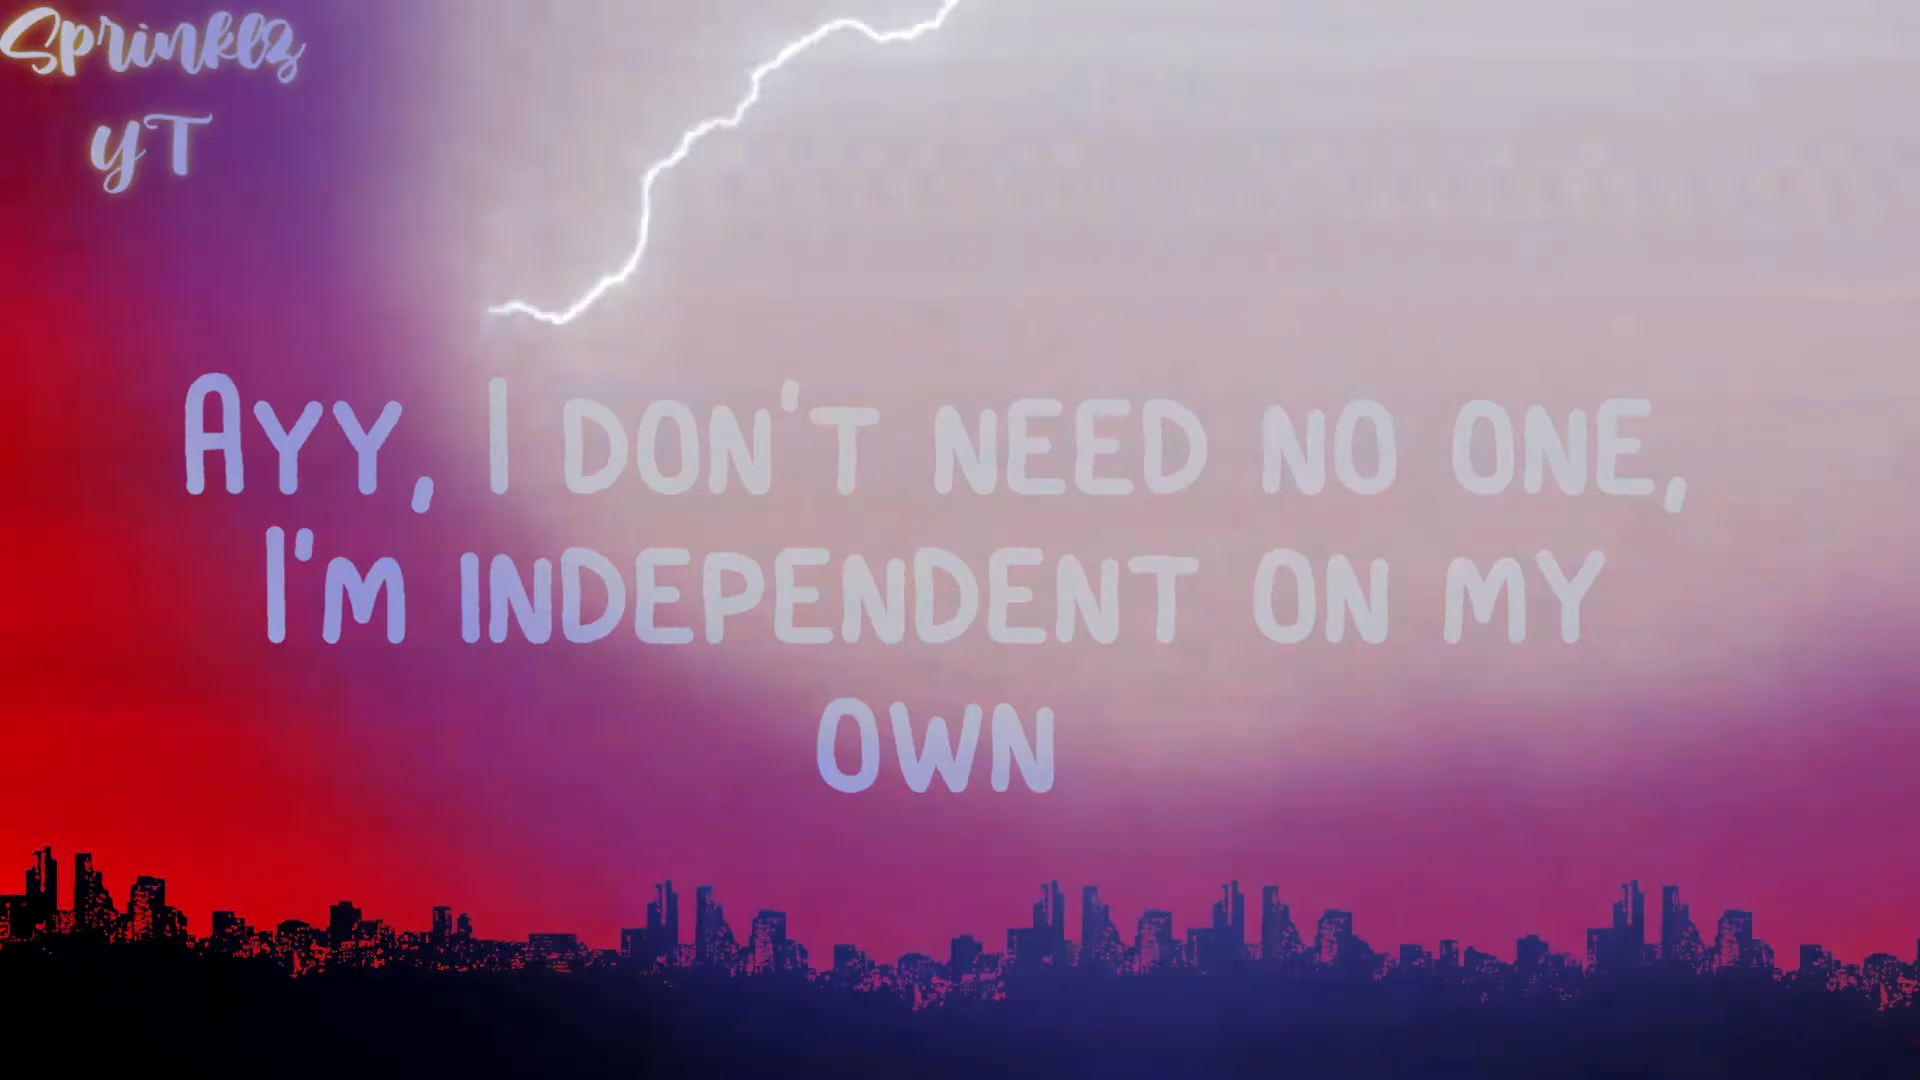 Sprinklz
YT
Ayy, I don't need no one,
I'm independent on my
own